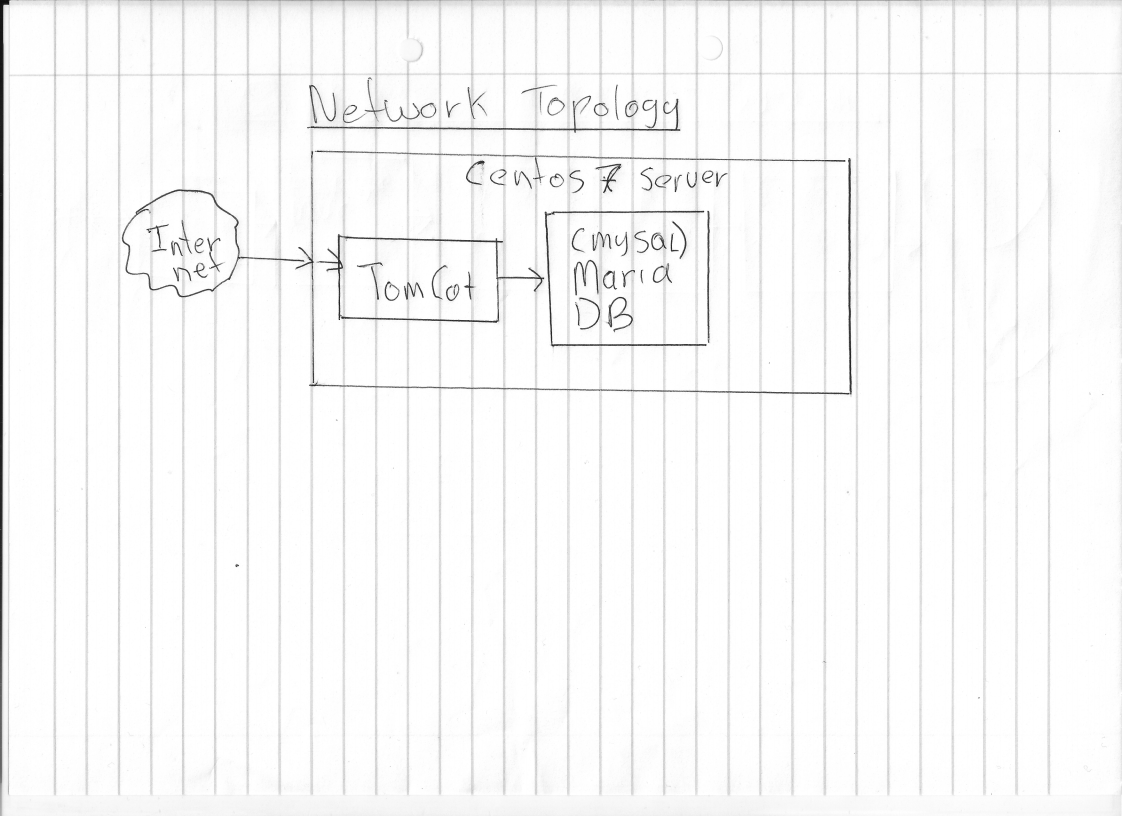 Network Topology
Centos 7 Server
Inter
net
TomCat
(mysQL)
Maria
DB